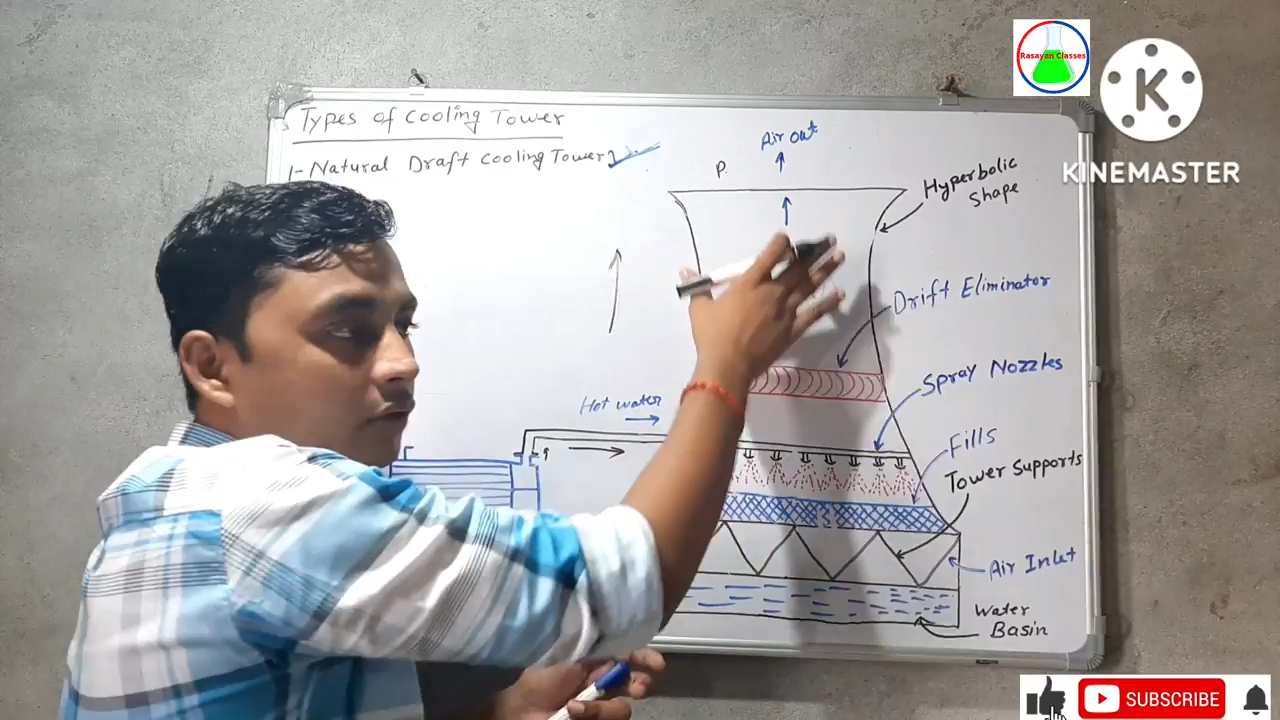 Types of Cooling Tower
1- Natural Draft Cooling Tower
P.
Air out
Hyperbolic
Shape
Drift Eliminator
Hot water
Spray Nozzles
Fills
Tower Supports
Air Inlet
Water
Basin
Rasayan Classes
K
KINEMASTER
SUBSCRIBE